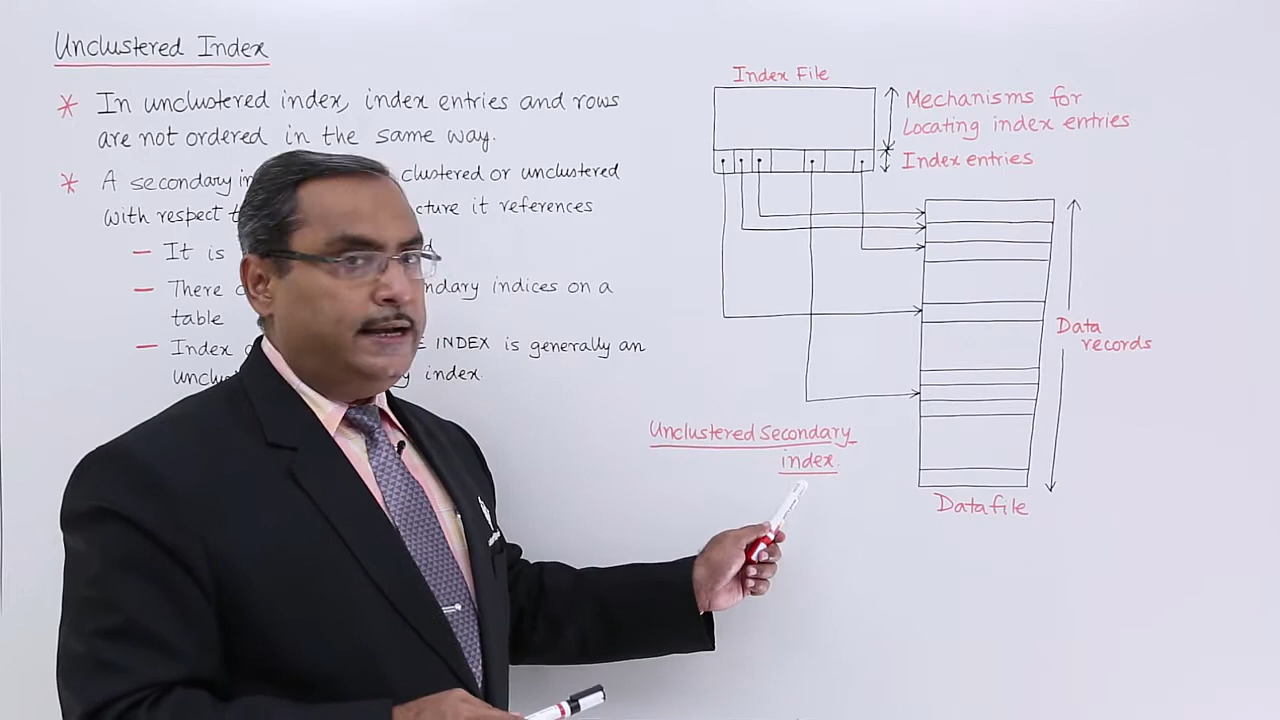 Unclustered Index
* In unclustered index, index entries and rows
are not ordered in the same way.
* A secondary clustered or unclustered
with respect it references
— It is
— There indices on a
table
— Index INDEX is generally an
index.
Index File
Mechanisms for
Locating index entries
Index entries
Data
records
Unclustered Secondary
index.
Datafile